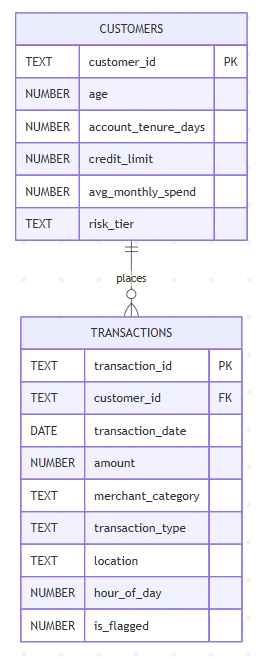 CUSTOMERS
TEXT customer_id PK
NUMBER age
NUMBER account_tenure_days
NUMBER credit_limit
NUMBER avg_monthly_spend
TEXT risk_tier
places
TRANSACTIONS
TEXT transaction_id PK
TEXT customer_id FK
DATE transaction_date
NUMBER amount
TEXT merchant_category
TEXT transaction_type
TEXT location
NUMBER hour_of_day
NUMBER is_flagged